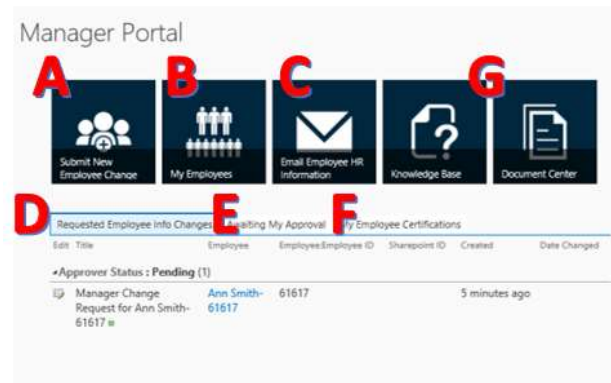 Manager Portal
A B C G
Submit New
Employee Change
My Employees
Email Employee HR
Information
Knowledge Base
Document Center
D E F
Requested Employee Info Changes Awaiting My Approval My Employee Certifications
Edit Title Employee Employee:Employee ID Sharepoint ID Created Date Changed
Approver Status : Pending (1)
Manager Change Ann Smith- 61617 5 minutes ago
Request for Ann Smith- 61617
61617